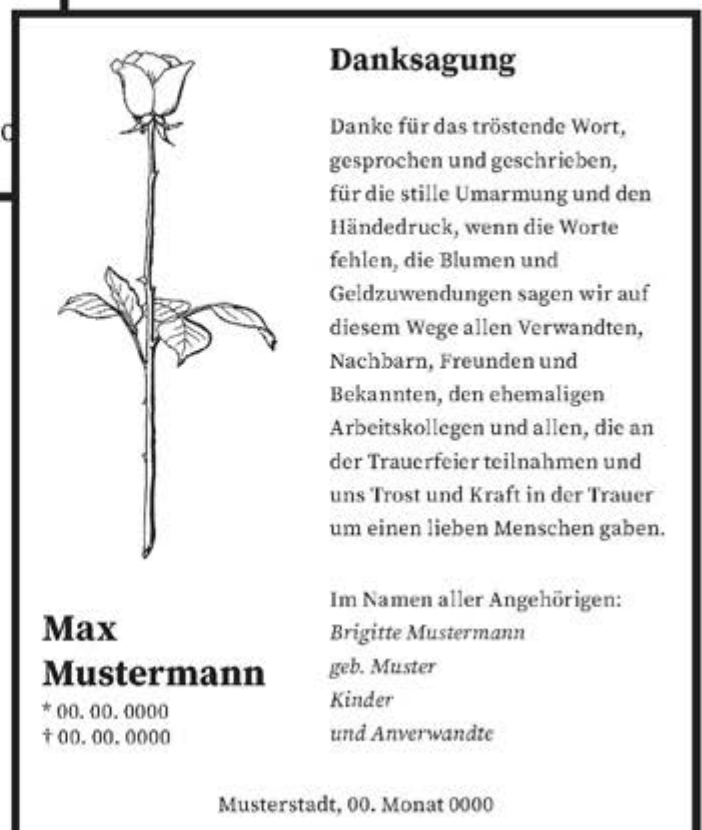 Danksagung
Danke für das tröstende Wort,
gesprochen und geschrieben,
für die stille Umarmung und den
Händedruck, wenn die Worte
fehlen, die Blumen und
Geldzuwendungen sagen wir auf
diesem Wege allen Verwandten,
Nachbarn, Freunden und
Bekannten, den ehemaligen
Arbeitskollegen und allen, die an
der Trauerfeier teilnahmen und
uns Trost und Kraft in der Trauer
um einen lieben Menschen gaben.
Im Namen aller Angehörigen:
Brigitte Mustermann
geb. Muster
Kinder
und Anverwandte
Max
Mustermann
* 00. 00. 0000
† 00. 00. 0000
Musterstadt, 00. Monat 0000